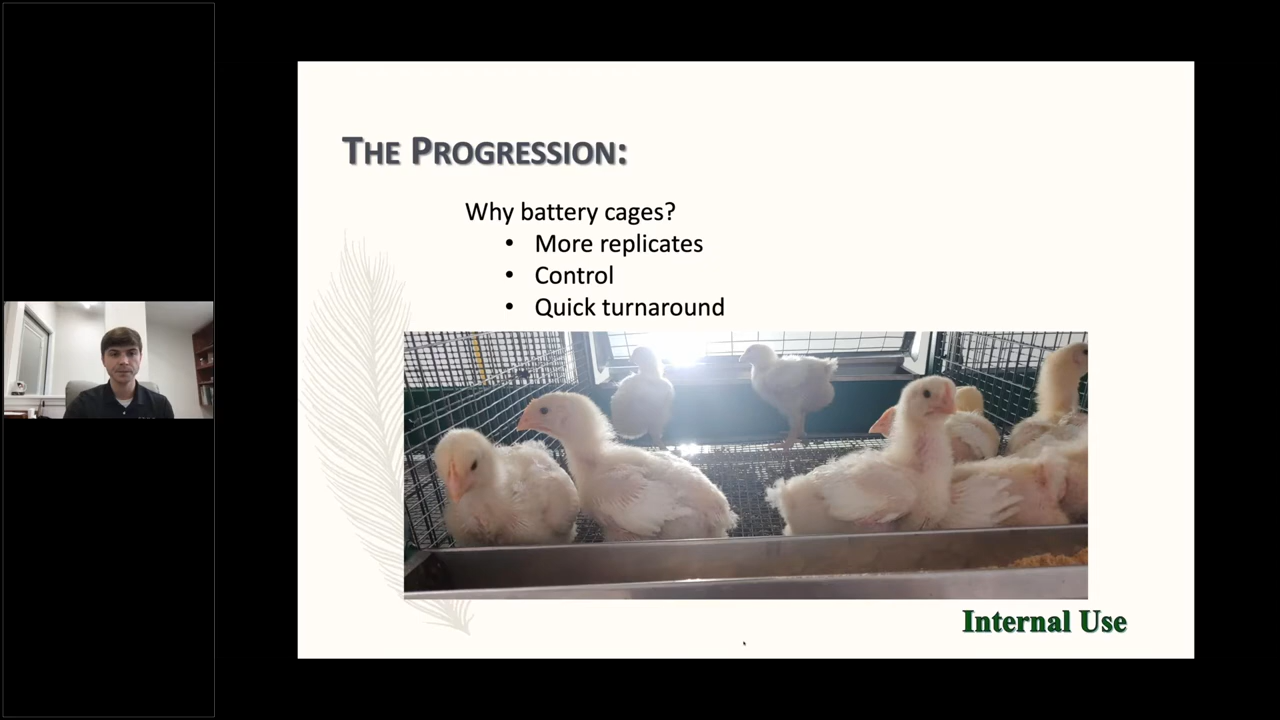 THE PROGRESSION:
Why battery cages?
• More replicates
• Control
• Quick turnaround
Internal Use